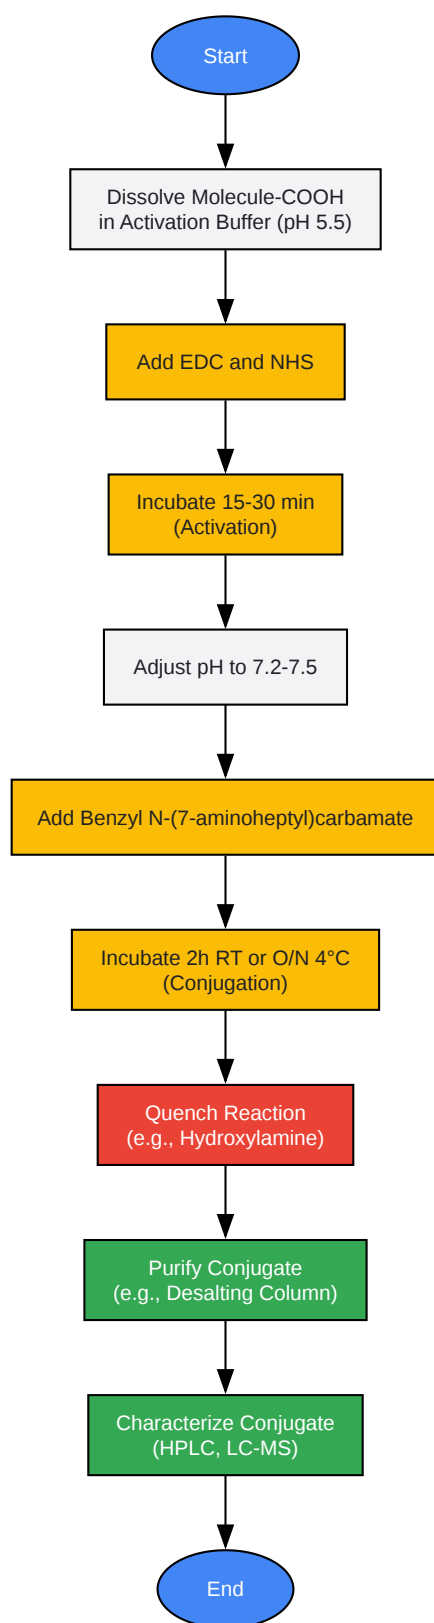 Start
Dissolve Molecule-COOH
in Activation Buffer (pH 5.5)
Add EDC and NHS
Incubate 15-30 min
(Activation)
Adjust pH to 7.2-7.5
Add Benzyl N-(7-aminoheptyl)carbamate
Incubate 2h RT or O/N 4°C
(Conjugation)
Quench Reaction
(e.g., Hydroxylamine)
Purify Conjugate
(e.g., Desalting Column)
Characterize Conjugate
(HPLC, LC-MS)
End